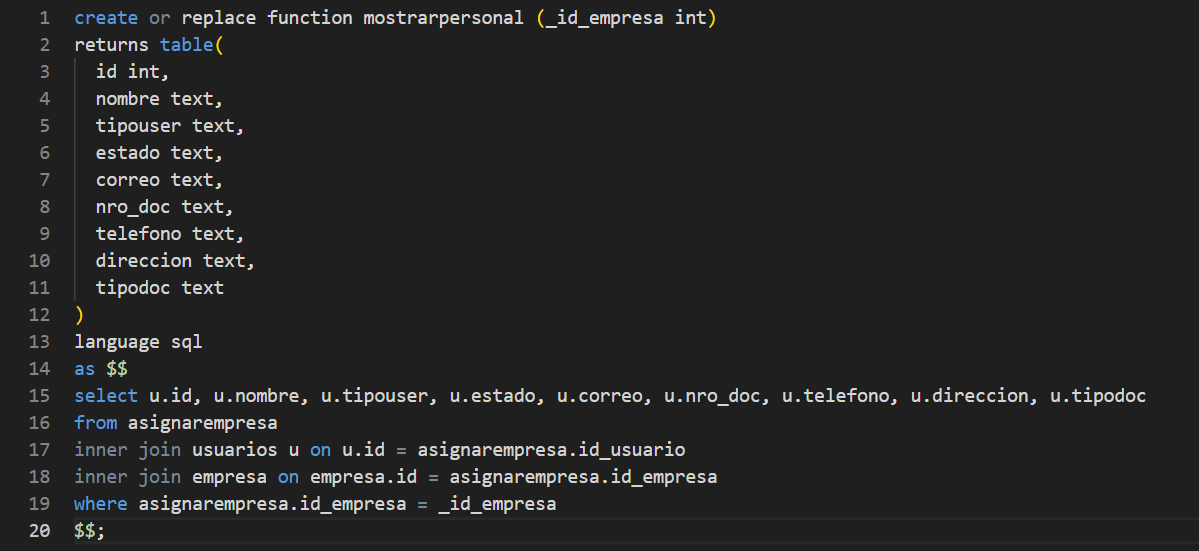 1 create or replace function mostrarpersonal (_id_empresa int)
2 returns table(
3 id int,
4 nombre text,
5 tipouser text,
6 estado text,
7 correo text,
8 nro_doc text,
9 telefono text,
10 direccion text,
11 tipodoc text
12 )
13 language sql
14 as $$
15 select u.id, u.nombre, u.tipouser, u.estado, u.correo, u.nro_doc, u.telefono, u.direccion, u.tipodoc
16 from asignarempresa
17 inner join usuarios u on u.id = asignarempresa.id_usuario
18 inner join empresa on empresa.id = asignarempresa.id_empresa
19 where asignarempresa.id_empresa = _id_empresa
20 $$;